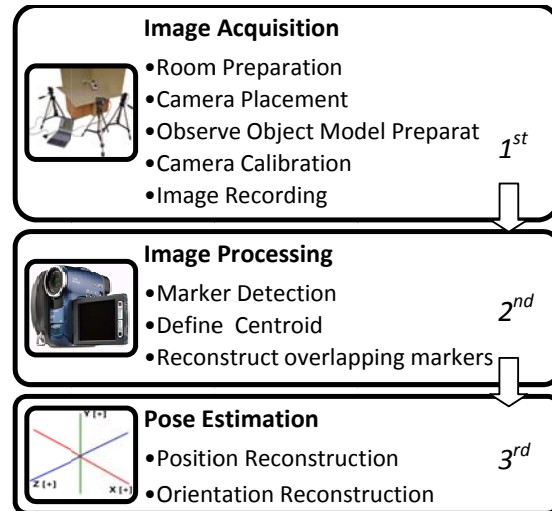 Image Acquisition
•Room Preparation
•Camera Placement
•Observe Object Model Preparat
•Camera Calibration
•Image Recording
1st
Image Processing
•Marker Detection
•Define Centroid
•Reconstruct overlapping markers
2nd
Y [+]
Z [+]
X [+]
Pose Estimation
•Position Reconstruction
•Orientation Reconstruction
3rd